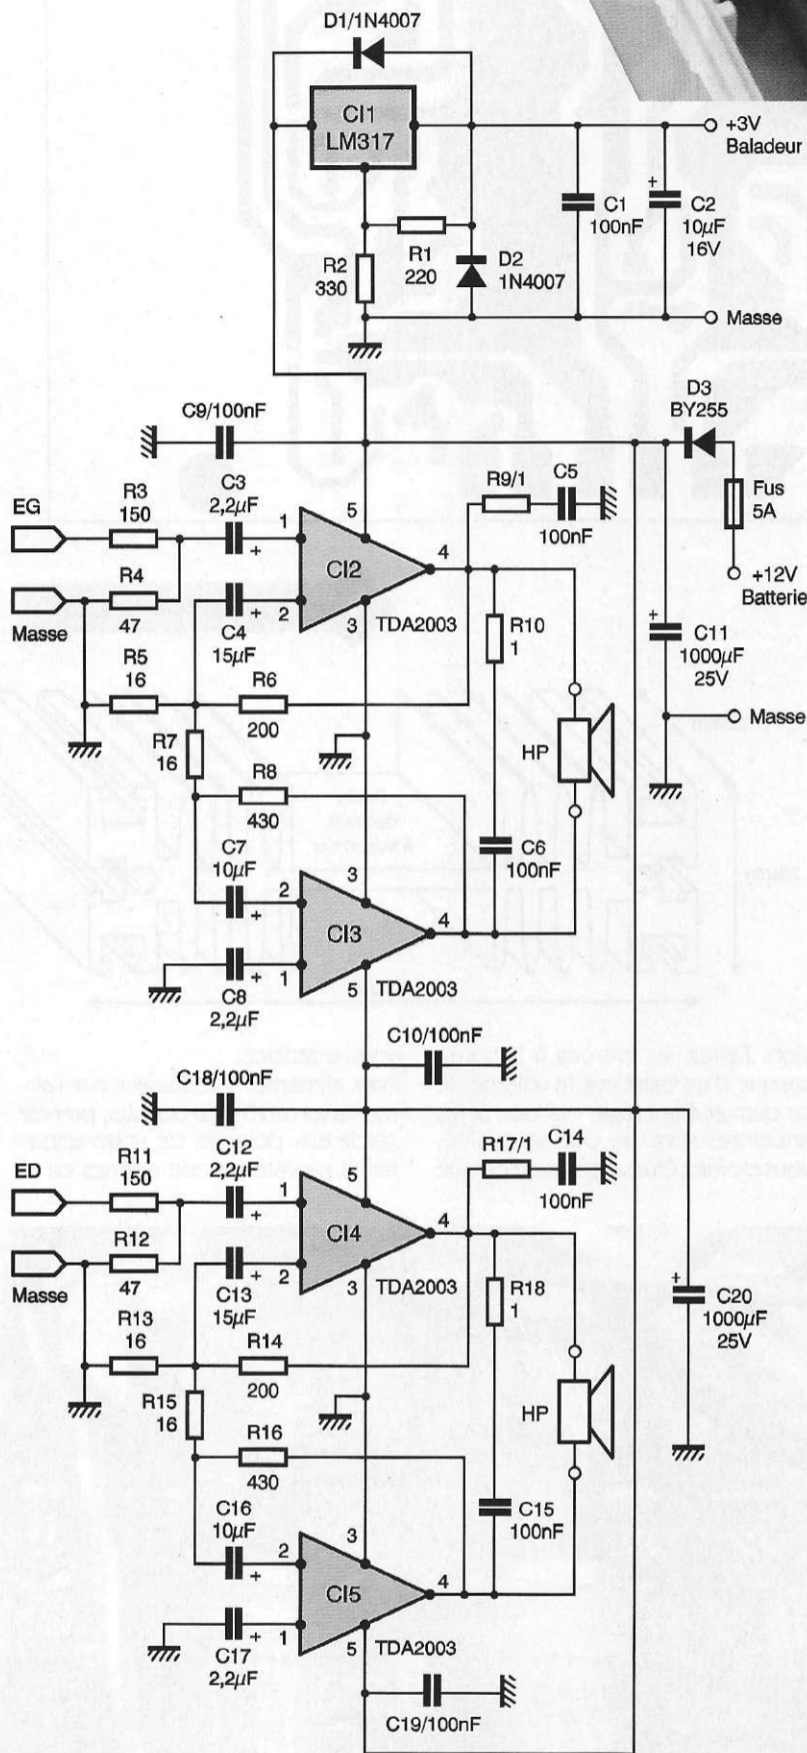 D1/1N4007
CI1
LM317
+3V
Baladeur
+
C1
100nF
C2
10µF
16V
R1
220
R2
330
D2
1N4007
Masse
C9/100nF
D3
BY255
EG
R3
150
C3
2,2µF
+
1
5
R9/1
C5
100nF
Fus
5A
CI2
4
+12V
Batterie
R4
47
Masse
+
2
3
TDA2003
C4
15µF
R10
1
+
C11
1000µF
25V
R5
16
R6
200
Masse
R7
16
HP
R8
430
C7
10µF
+
2
3
C6
100nF
CI3
4
+
1
5
TDA2003
C8
2,2µF
C10/100nF
C18/100nF
ED
R11
150
C12
2,2µF
+
1
5
R17/1
C14
100nF
CI4
4
R12
47
Masse
+
2
3
TDA2003
C13
15µF
R18
1
+
C20
1000µF
25V
R13
16
R14
200
R15
16
HP
R16
430
C16
10µF
+
2
3
C15
100nF
CI5
4
+
1
5
TDA2003
C17
2,2µF
C19/100nF